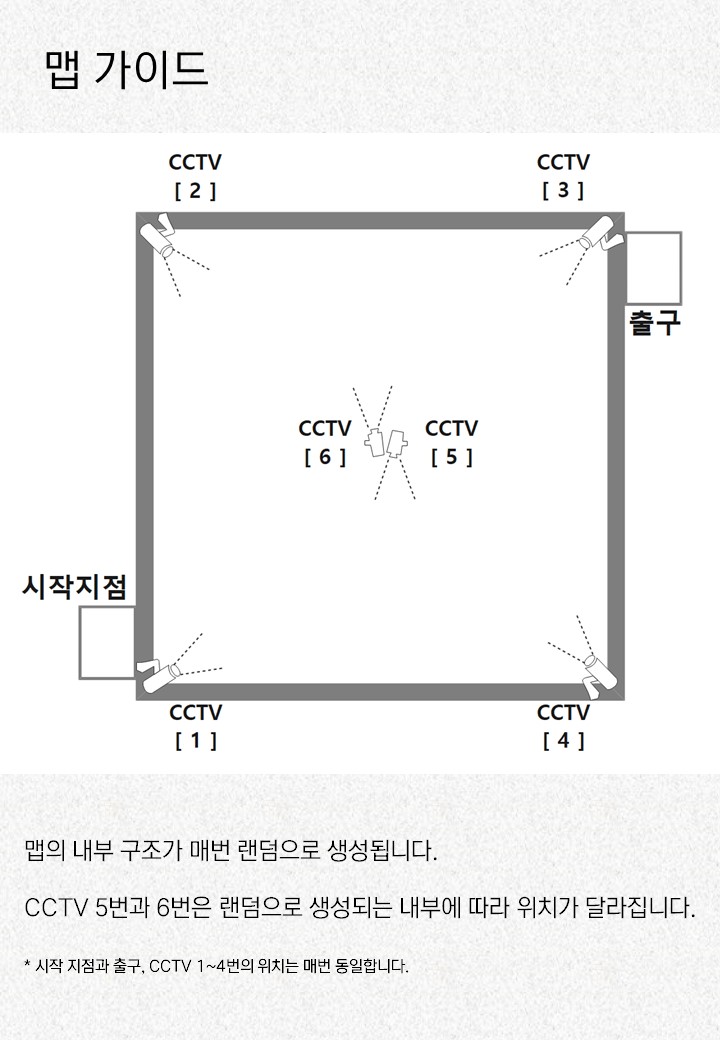 맵 가이드
CCTV
[ 2 ]
CCTV
[ 3 ]
출구
CCTV
[ 6 ]
CCTV
[ 5 ]
시작지점
CCTV
[ 1 ]
CCTV
[ 4 ]
맵의 내부 구조가 매번 랜덤으로 생성됩니다.
CCTV 5번과 6번은 랜덤으로 생성되는 내부에 따라 위치가 달라집니다.
* 시작 지점과 출구, CCTV 1~4번의 위치는 매번 동일합니다.